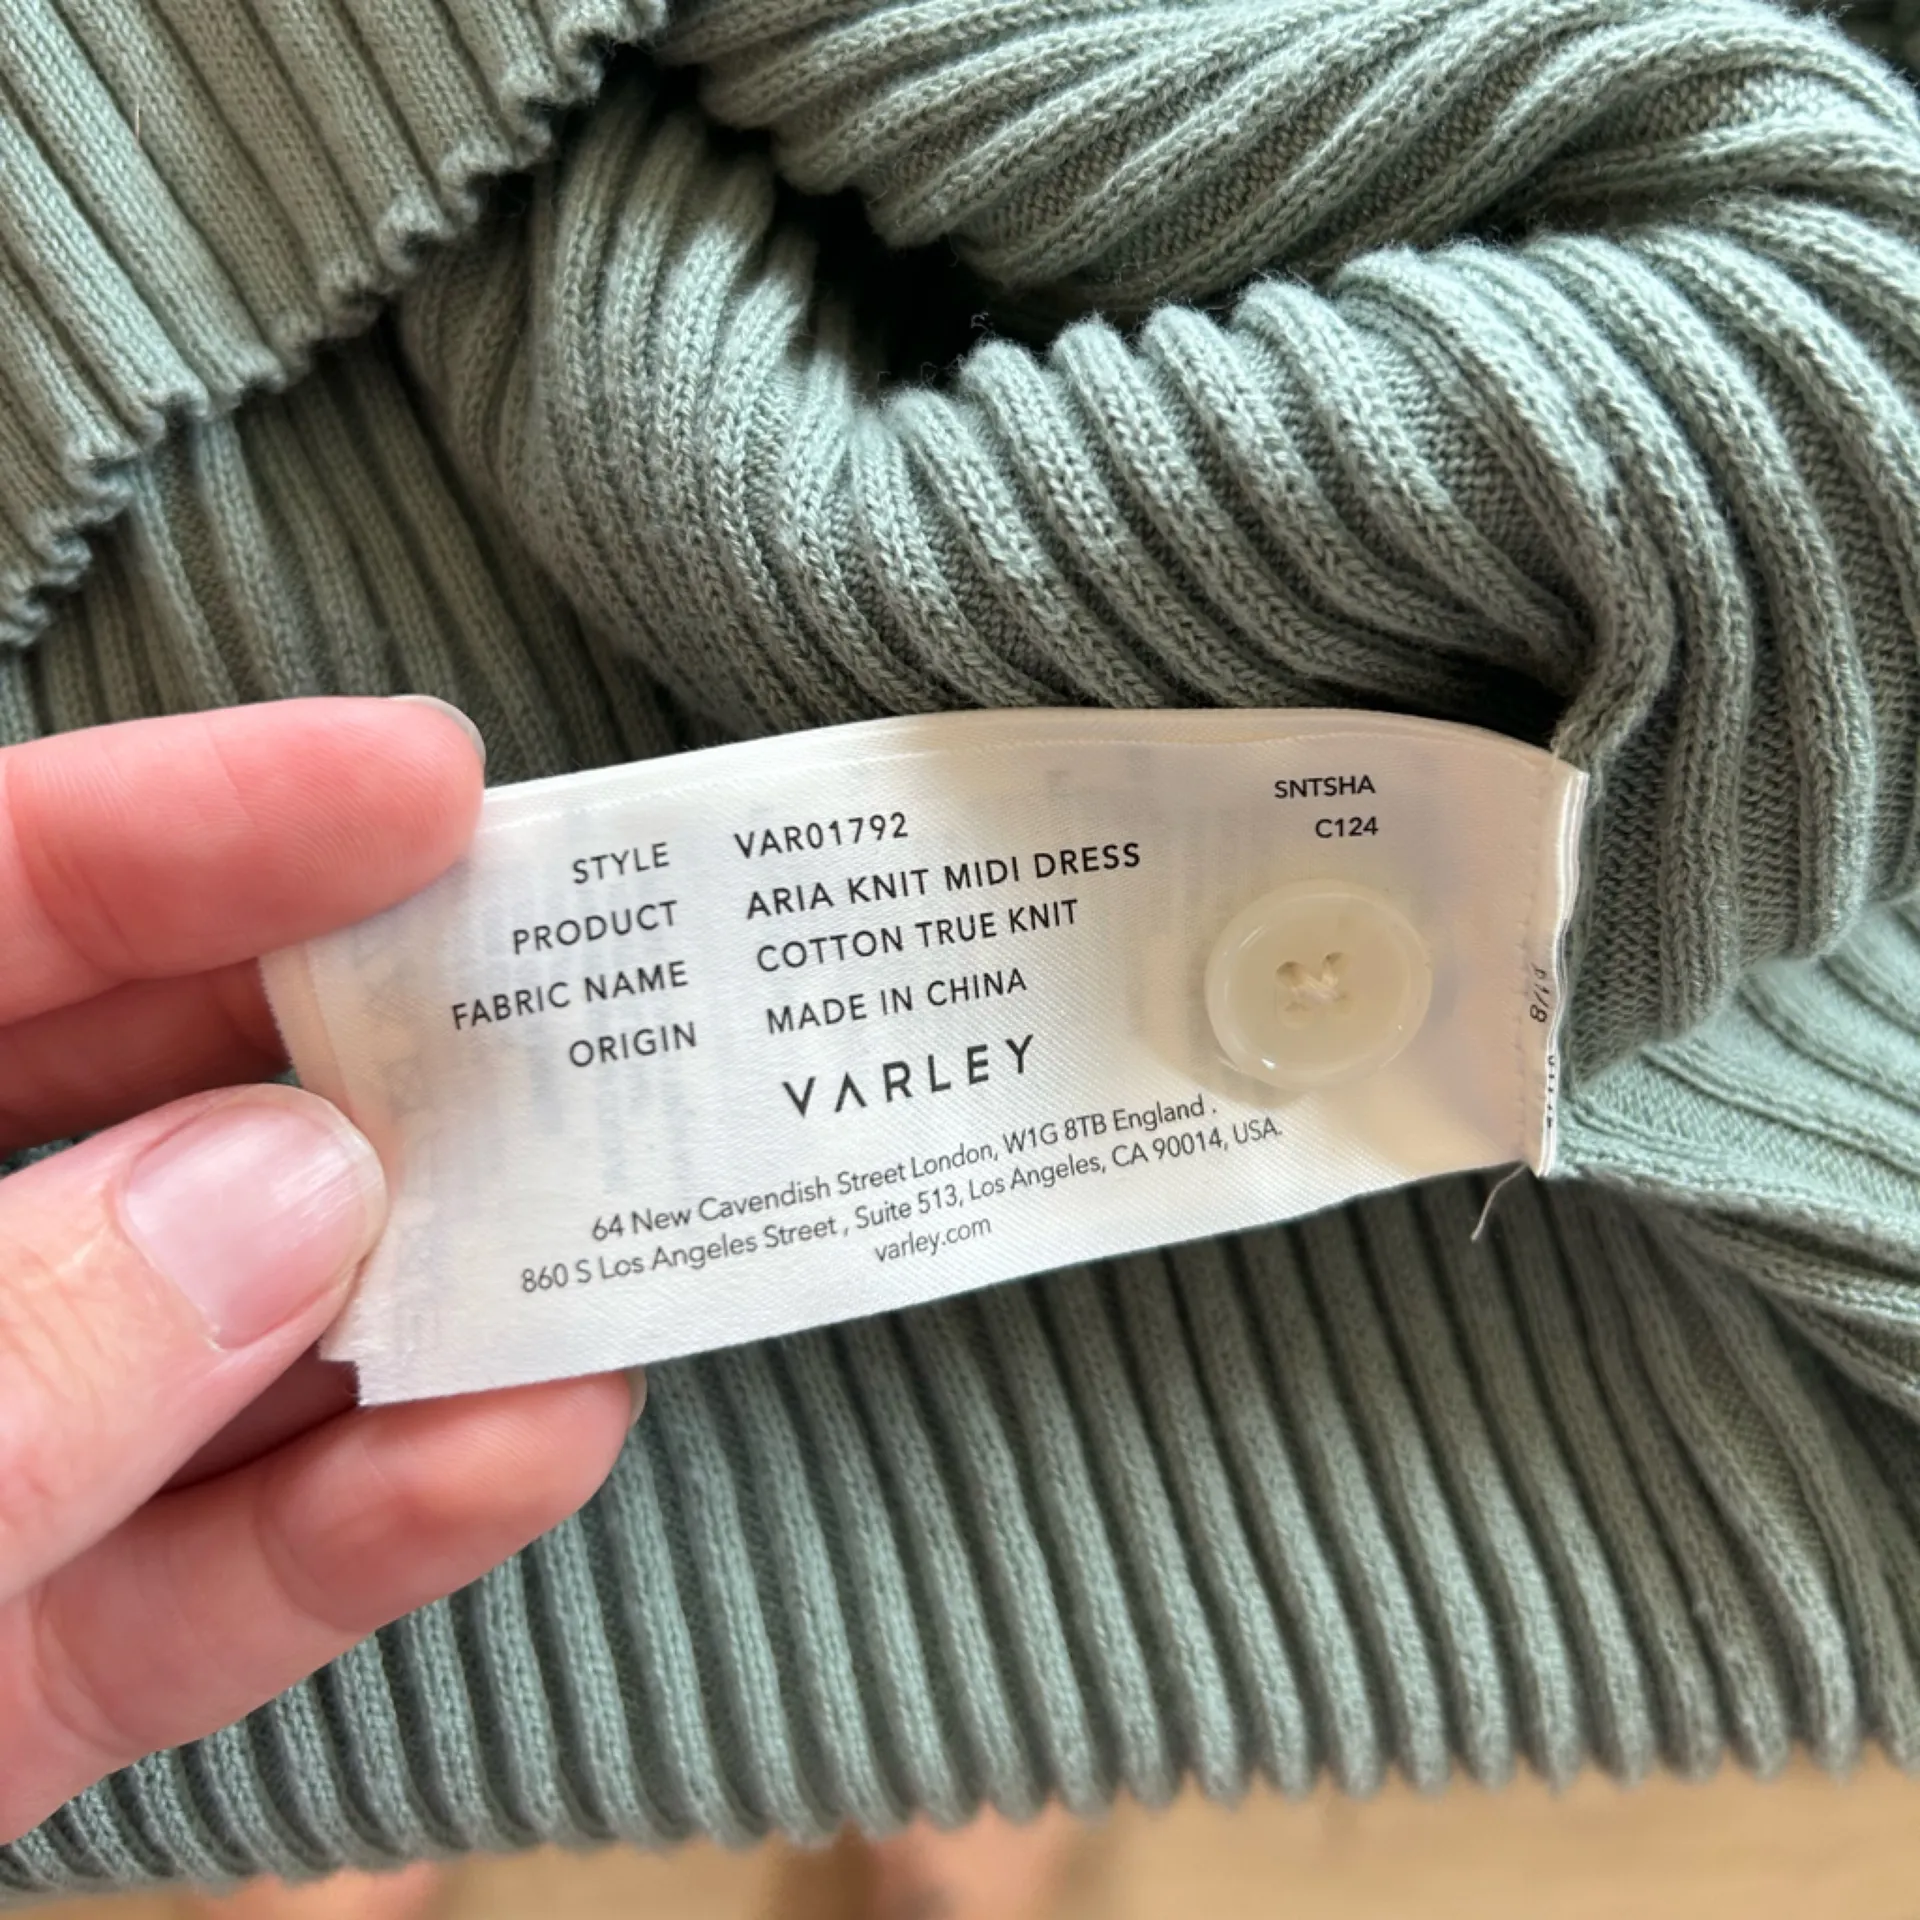 SNTSHA
C124
STYLE VAR01792
PRODUCT ARIA KNIT MIDI DRESS
FABRIC NAME COTTON TRUE KNIT
ORIGIN MADE IN CHINA
VARLEY
64 New Cavendish Street London, W1G 8TB England .
860 S Los Angeles Street , Suite 513, Los Angeles, CA 90014, USA.
varley.com